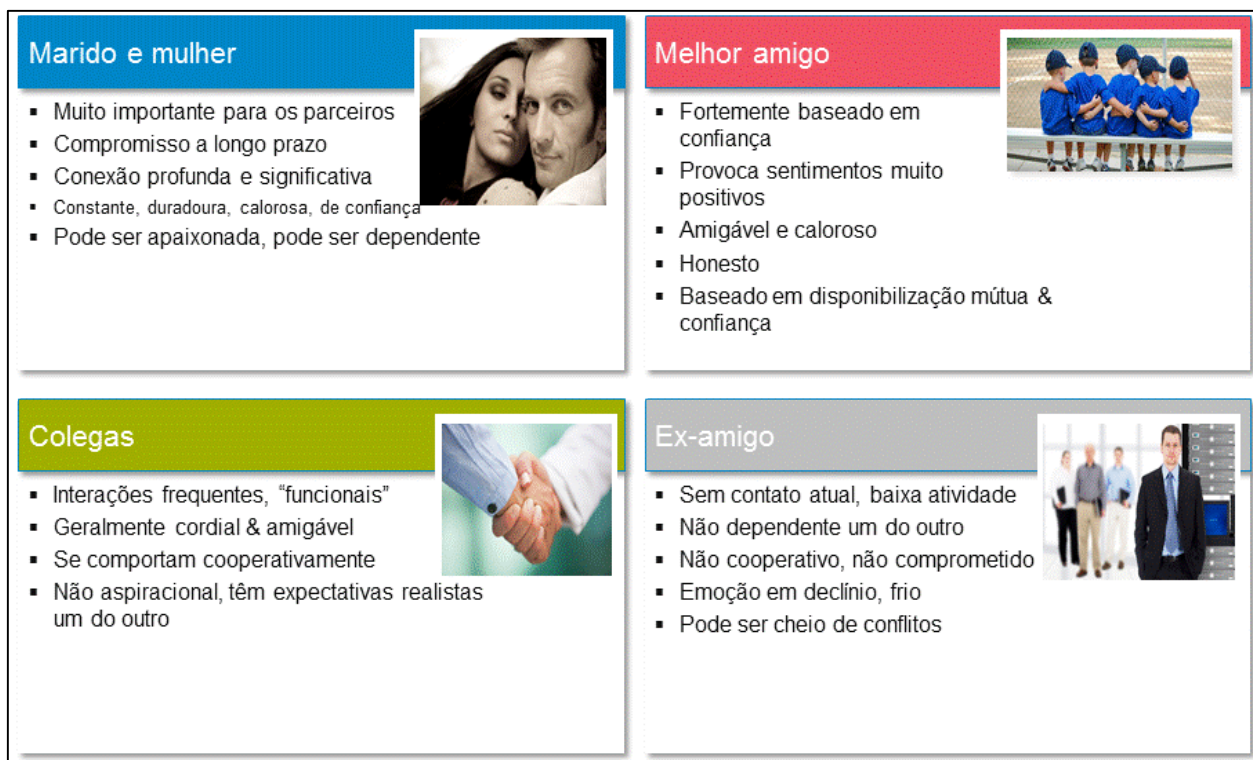 Marido e mulher
▪ Muito importante para os parceiros
▪ Compromisso a longo prazo
▪ Conexão profunda e significativa
▪ Constante, duradoura, calorosa, de confiança
▪ Pode ser apaixonada, pode ser dependente
Melhor amigo
▪ Fortemente baseado em
confiança
▪ Provoca sentimentos muito
positivos
▪ Amigável e caloroso
▪ Honesto
▪ Baseado em disponibilização mútua &
confiança
Colegas
▪ Interações frequentes, “funcionais”
▪ Geralmente cordial & amigável
▪ Se comportam cooperativamente
▪ Não aspiracional, têm expectativas realistas
um do outro
Ex-amigo
▪ Sem contato atual, baixa atividade
▪ Não dependente um do outro
▪ Não cooperativo, não comprometido
▪ Emoção em declínio, frio
▪ Pode ser cheio de conflitos